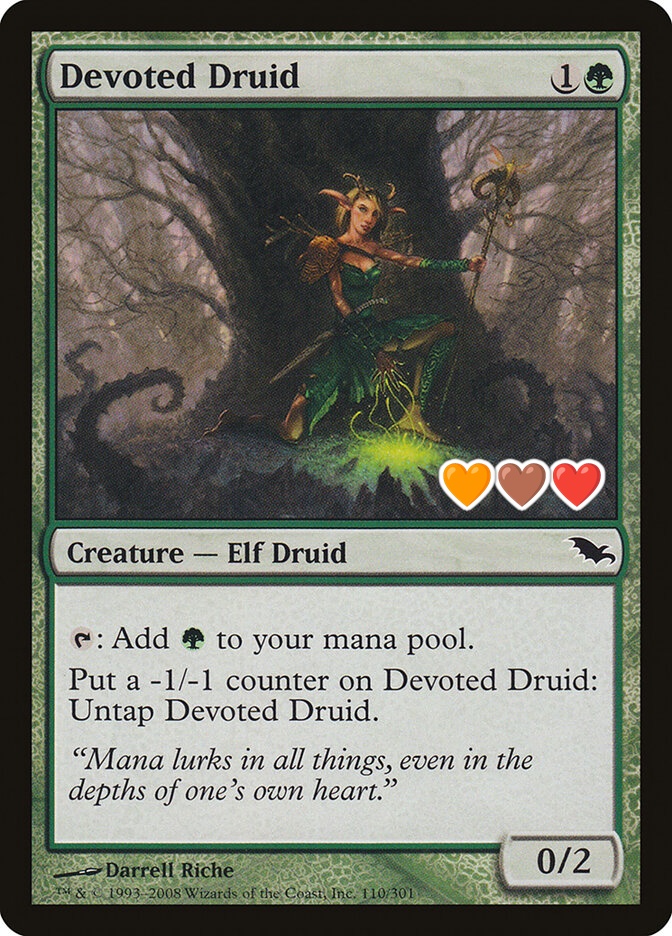 Devoted Druid 1
Creature — Elf Druid
: Add to your mana pool.
Put a -1/-1 counter on Devoted Druid:
Untap Devoted Druid.
“Mana lurks in all things, even in the
depths of one’s own heart.”
0/2
Darrell Riche
™ & © 1993–2008 Wizards of the Coast, Inc. 110/301